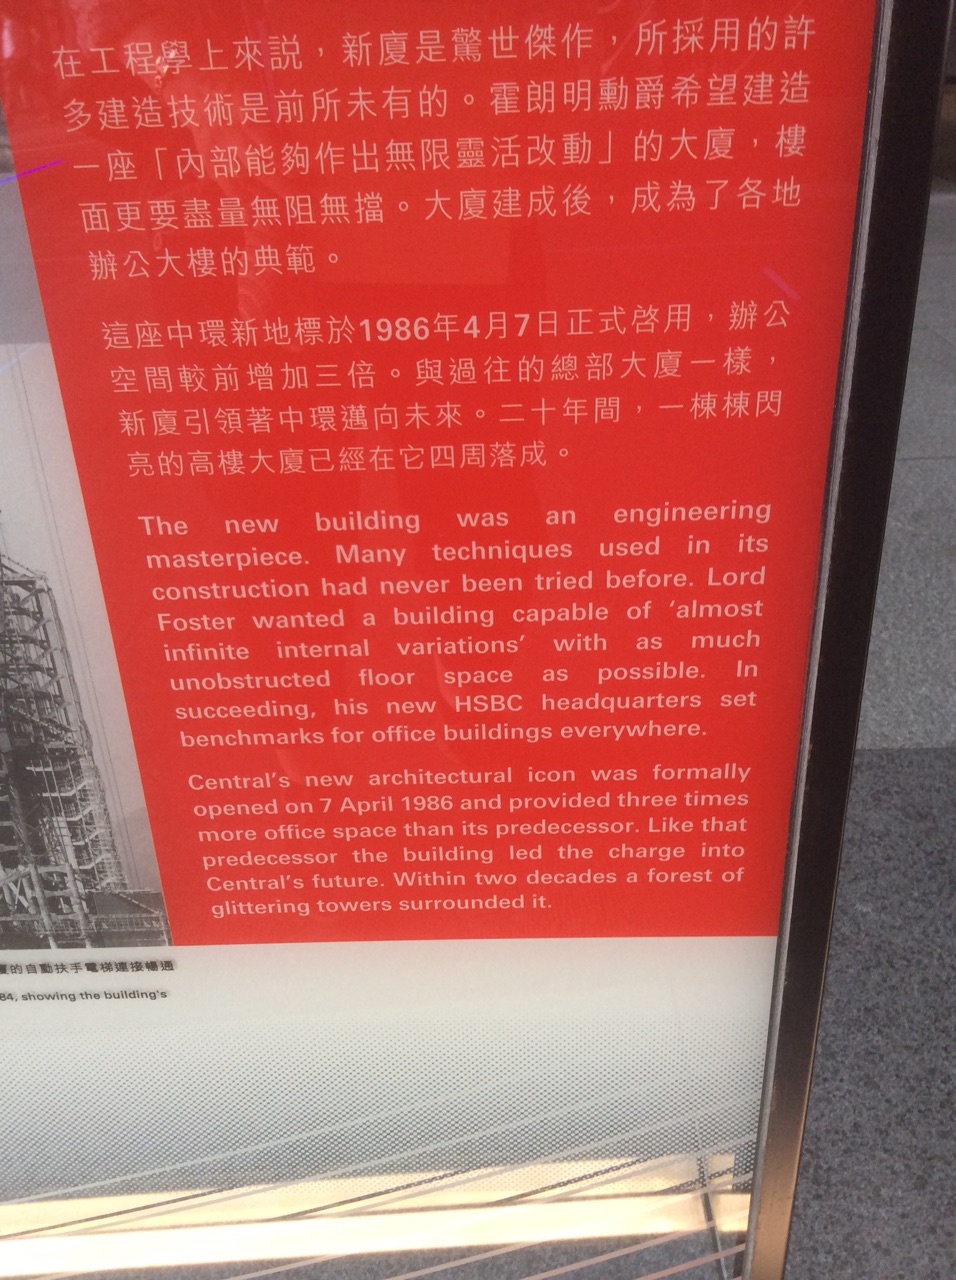 在工程學上來説，新廈是驚世傑作，所採用的許
多建造技術是前所未有的。霍朗明勳爵希望建造
一座「內部能夠作出無限靈活改動」的大廈，樓
面更要盡量無阻無擋。大廈建成後，成為了各地
辦公大樓的典範。
這座中環新地標於1986年4月7日正式啓用，辦公
空間較前增加三倍。與過往的總部大廈一樣，
新廈引領著中環邁向未來。二十年間，一棟棟閃
亮的高樓大廈已經在它四周落成。
The new building was an engineering
masterpiece. Many techniques used in its
construction had never been tried before. Lord
Foster wanted a building capable of ‘almost
infinite internal variations’ with as much
unobstructed floor space as possible. In
succeeding, his new HSBC headquarters set
benchmarks for office buildings everywhere.
Central’s new architectural icon was formally
opened on 7 April 1986 and provided three times
more office space than its predecessor. Like that
predecessor the building led the charge into
Central’s future. Within two decades a forest of
glittering towers surrounded it.
的自動扶手電梯連接暢通
84, showing the building's